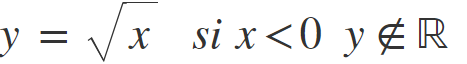 y = √x si x<0 y∉ℝ